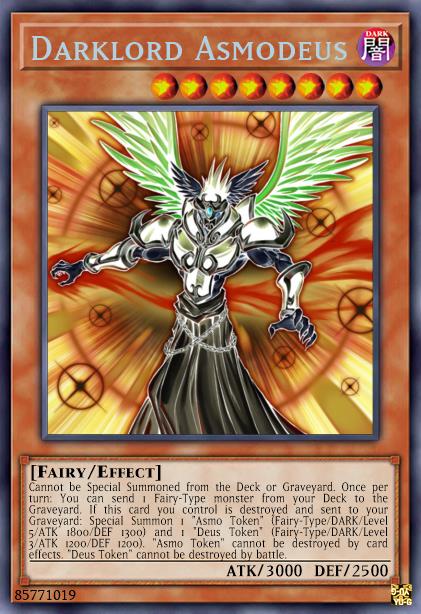 Darklord Asmodeus
DARK
闇
[Fairy/Effect]
Cannot be Special Summoned from the Deck or Graveyard. Once per
turn: You can send 1 Fairy-Type monster from your Deck to the
Graveyard. If this card you control is destroyed and sent to your
Graveyard: Special Summon 1 "Asmo Token" (Fairy-Type/DARK/Level
5/ATK 1800/DEF 1300) and 1 "Deus Token" (Fairy-Type/DARK/Level
3/ATK 1200/DEF 1200). "Asmo Token" cannot be destroyed by card
effects. "Deus Token" cannot be destroyed by battle.
ATK/3000 DEF/2500
85771019